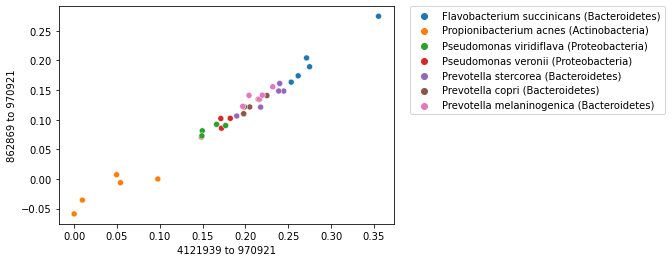 0.25
0.20
0.15
0.10
0.05
0.00
−0.05
862869 to 970921
0.00 0.05 0.10 0.15 0.20 0.25 0.30 0.35
4121939 to 970921
Flavobacterium succinicans (Bacteroidetes)
Propionibacterium acnes (Actinobacteria)
Pseudomonas viridiflava (Proteobacteria)
Pseudomonas veronii (Proteobacteria)
Prevotella stercorea (Bacteroidetes)
Prevotella copri (Bacteroidetes)
Prevotella melaninogenica (Bacteroidetes)